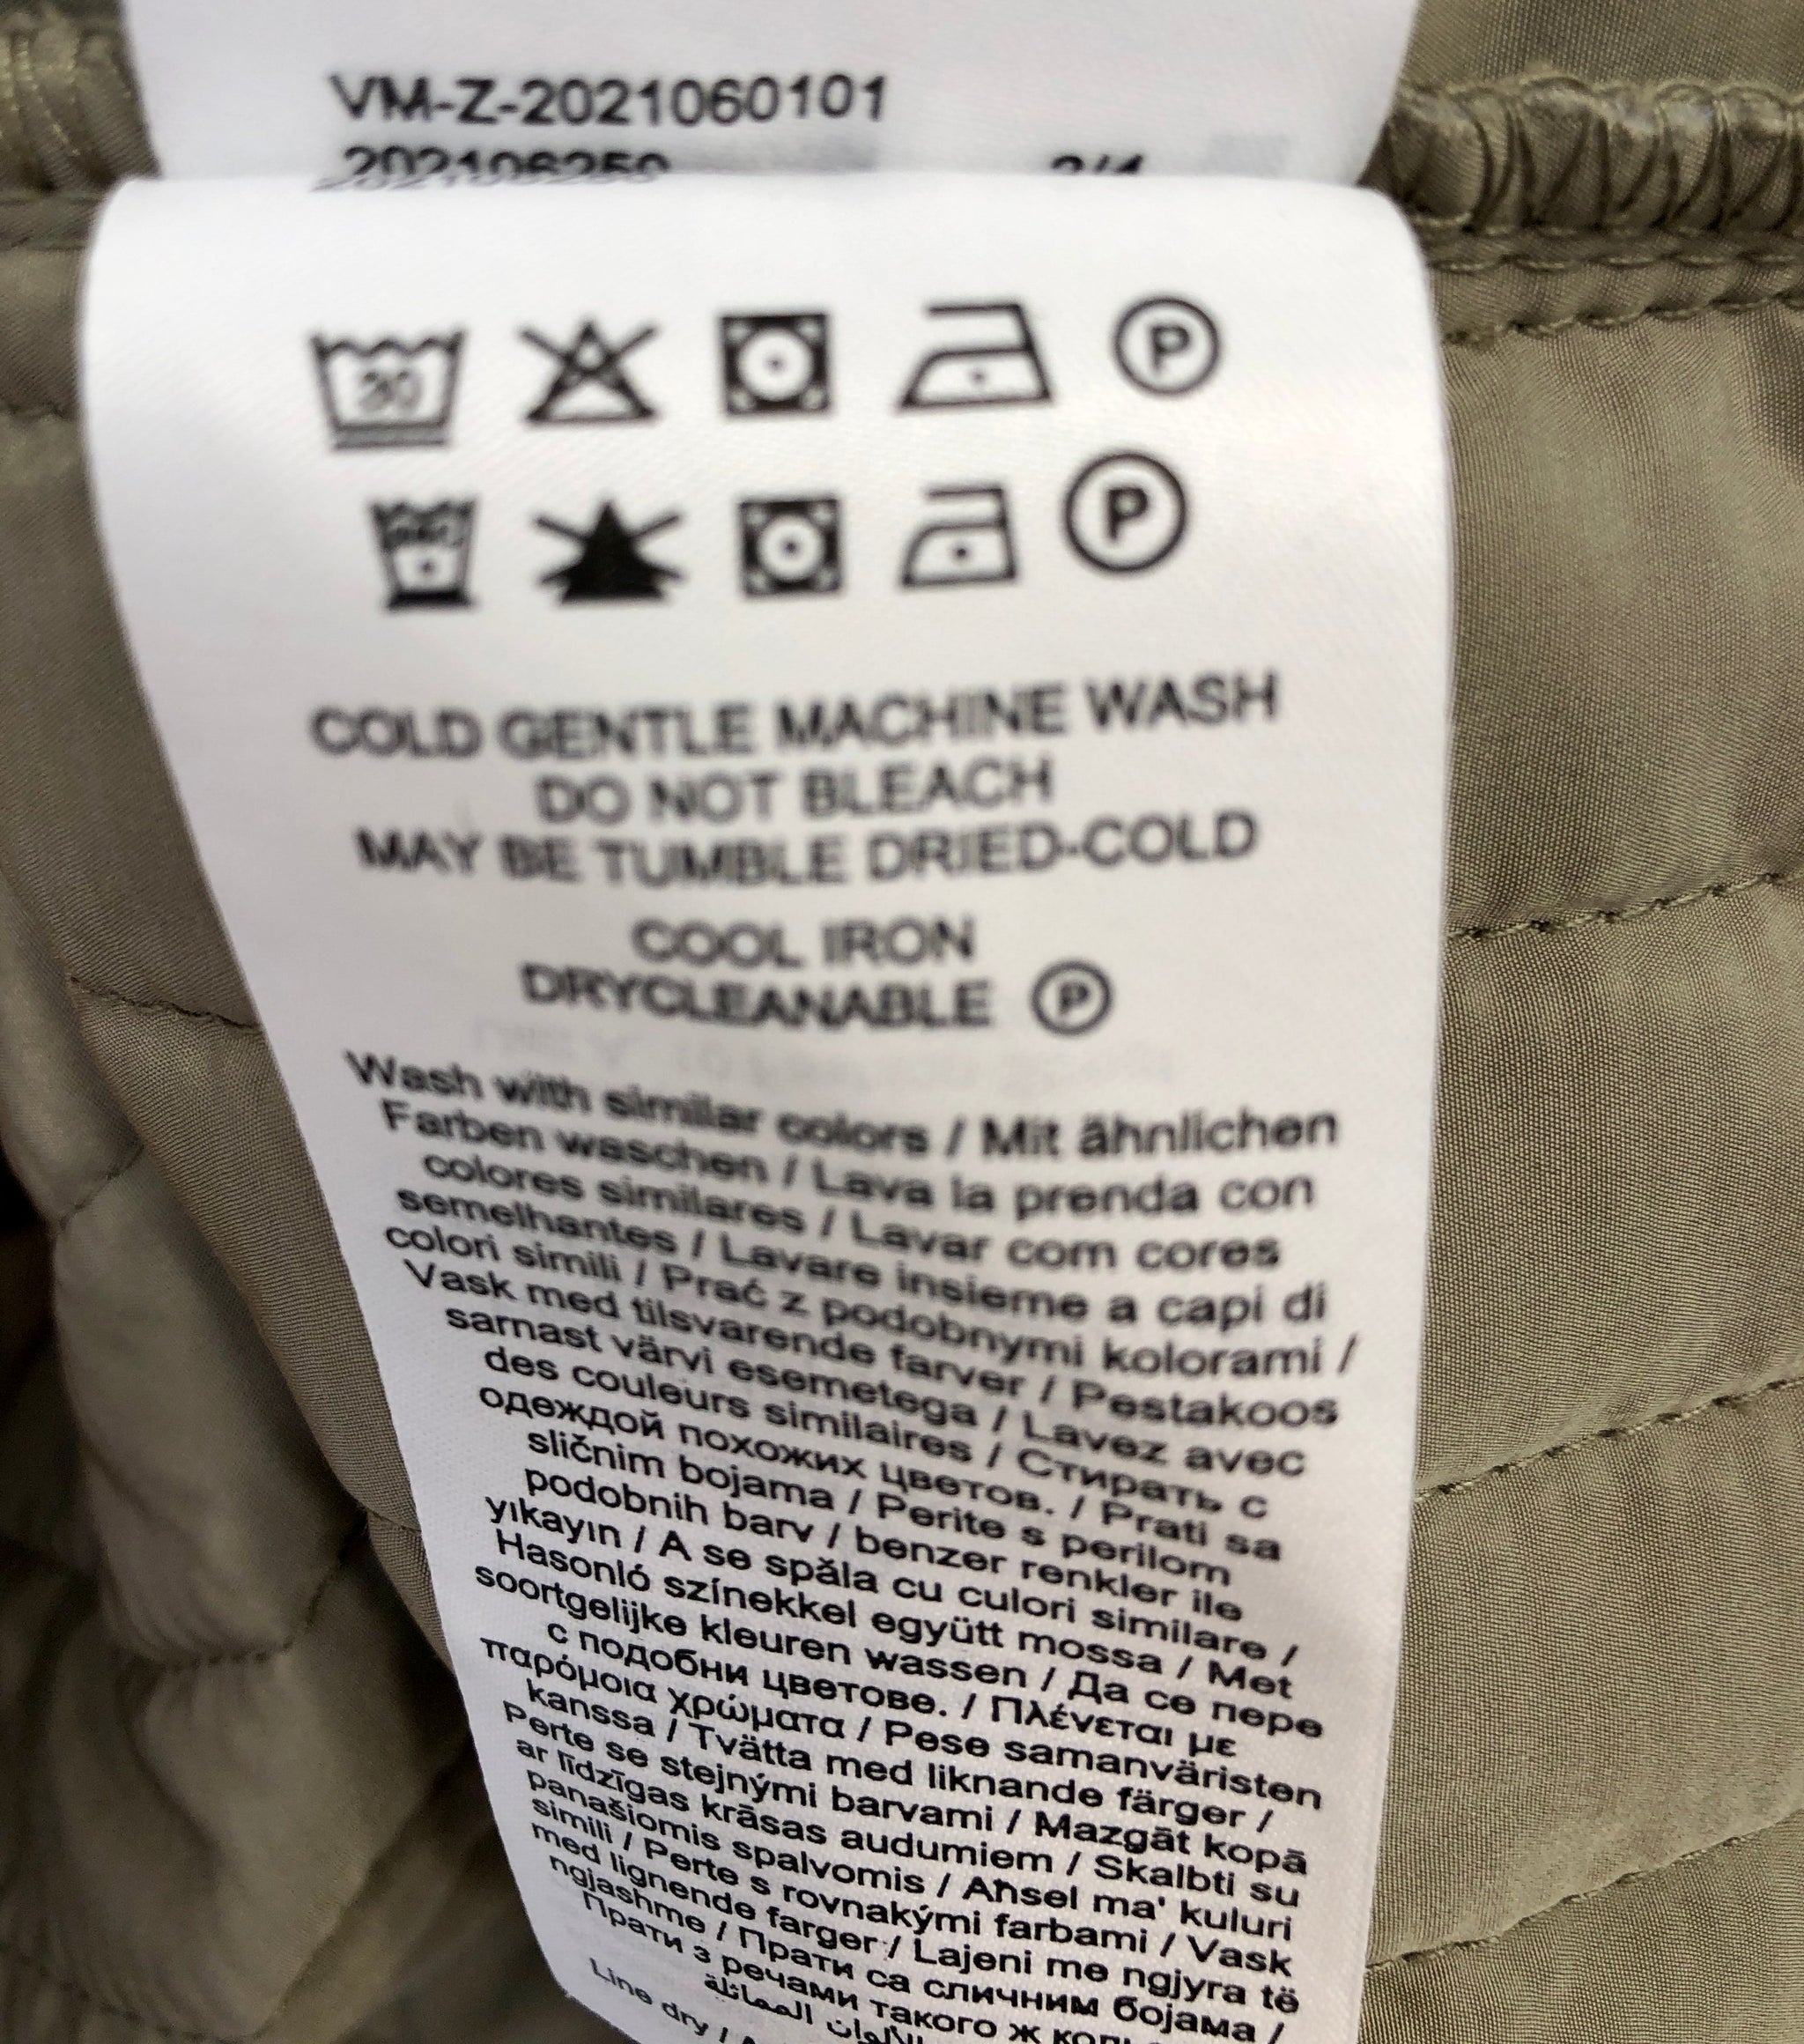 VM-Z-2021060101
202106250 2/4
30 P
P
COLD GENTLE MACHINE WASH
DO NOT BLEACH
MAY BE TUMBLE DRIED-COLD
COOL IRON
DRYCLEANABLE P
Wash with similar colors / Mit ähnlichen
Farben waschen / Lava la prenda con
colores similares / Lavar com cores
semelhantes / Lavare insieme a capi di
colori simili / Prać z podobnymi kolorami /
Vask med tilsvarende farver / Pestakoos
sarnast värvi esemetega / Lavez avec
des couleurs similaires / Стирать с
одеждой похожих цветов. / Prati sa
sličnim bojama / Perite s perilom
podobnih barv / benzer renkler ile
yıkayın / A se spăla cu culori similare /
Hasonló színekkel együtt mossa / Met
soortgelijke kleuren wassen / Да се пере
с подобни цветове. / Πλένεται με
παρόμοια χρώματα / Pese samanväristen
kanssa / Tvätta med liknande färger /
Perte se stejnými barvami / Mazgāt kopā
ar līdzīgas krāsas audumiem / Skalbti su
panašiomis spalvomis / Aħsel ma' kuluri
simili / Perte s rovnakými farbami / Vask
med lignende farger / Lajeni me ngjyra të
ngjashme / Прати са сличним бојама /
Прати з речами такого ж
الألوان المماثلة
Line dry /